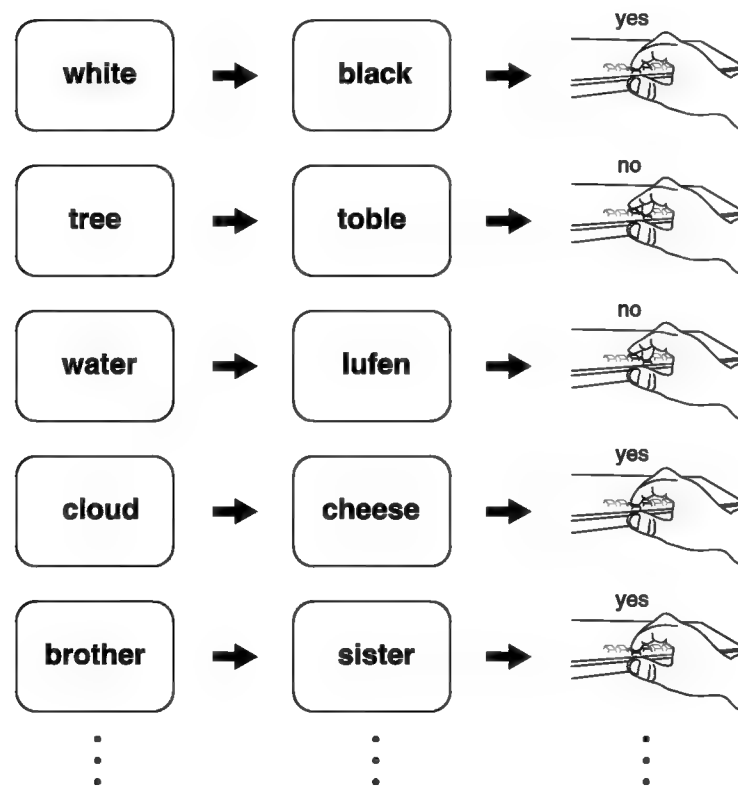 yes
white black
no
tree toble
no
water lufen
yes
cloud cheese
yes
brother sister